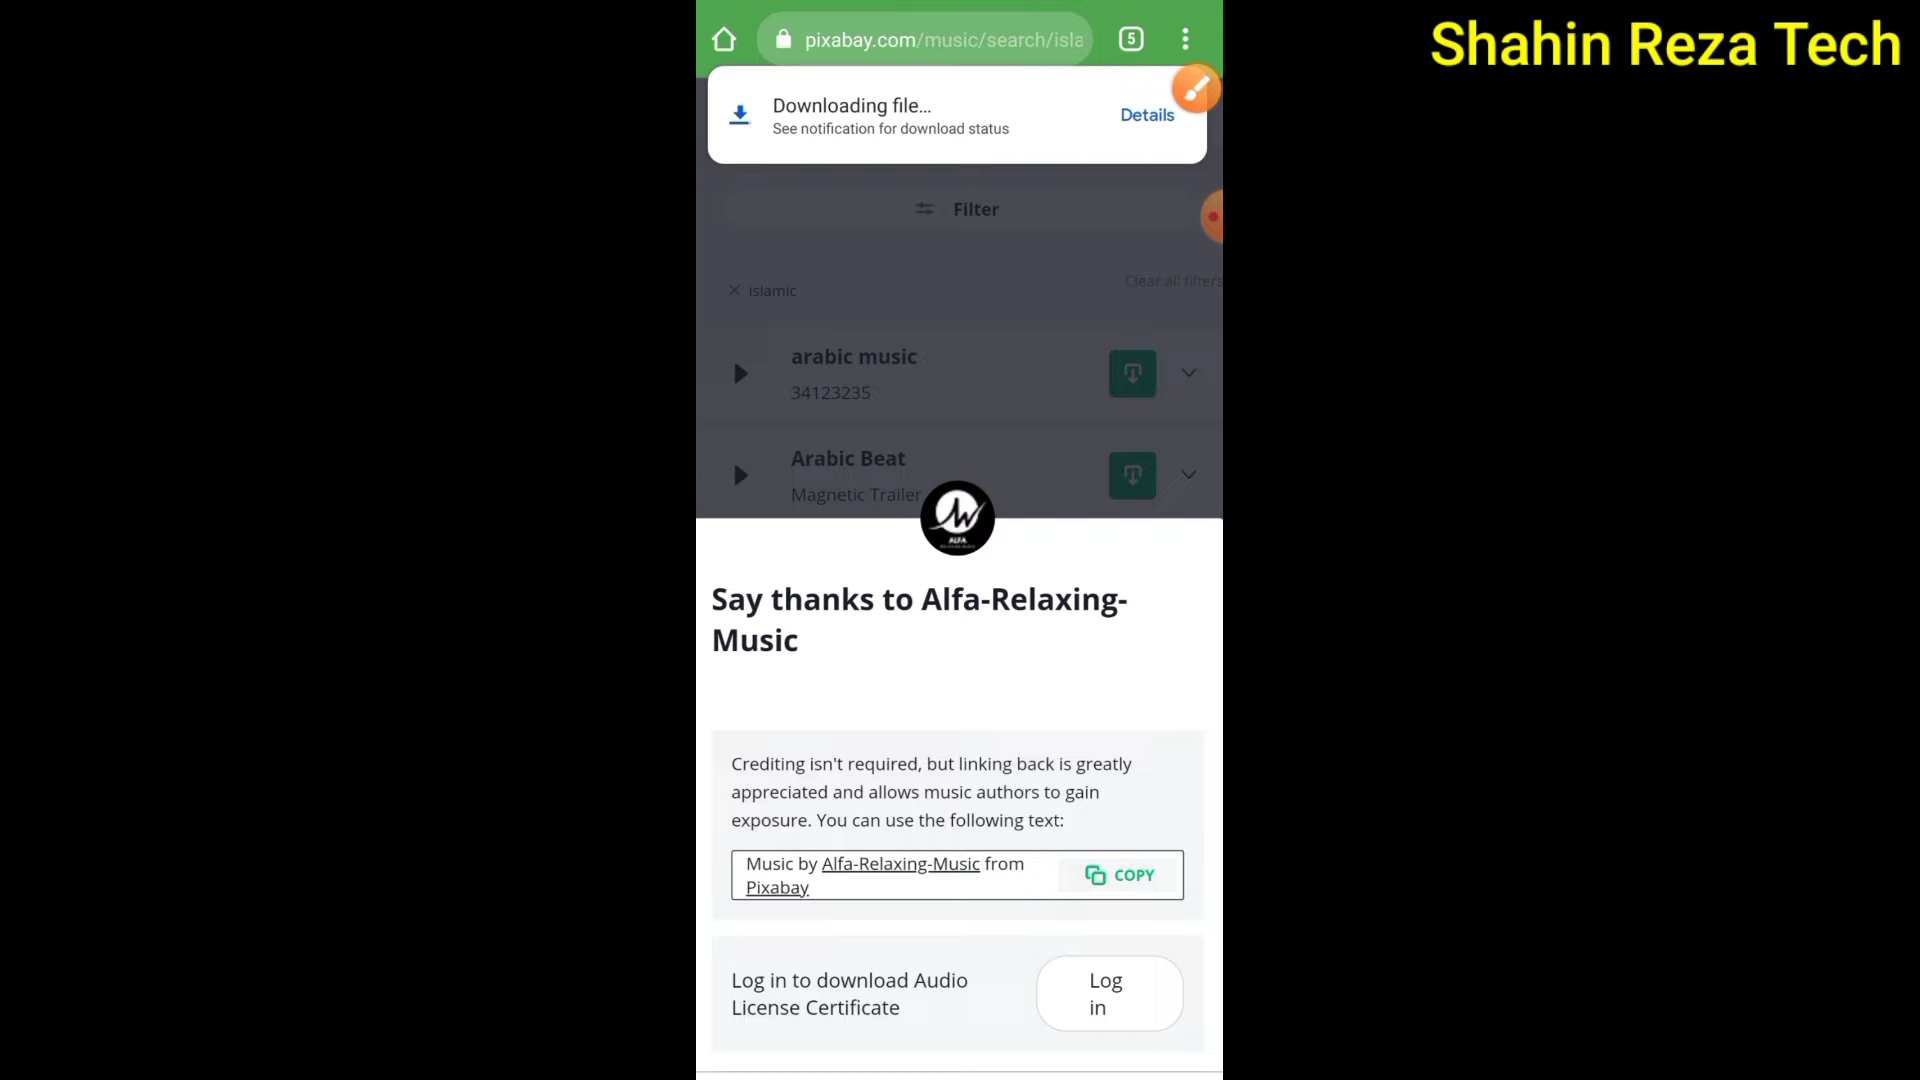 Shahin Reza Tech
pixabay.com/music/search/isla
5
Downloading file...
See notification for download status
Details
Filter
Clear all filters
islamic
arabic music
34123235
Arabic Beat
Magnetic Trailer
ALFA
Say thanks to Alfa-Relaxing-
Music
Crediting isn't required, but linking back is greatly
appreciated and allows music authors to gain
exposure. You can use the following text:
Music by Alfa-Relaxing-Music from
Pixabay
COPY
Log in to download Audio
License Certificate
Log
in